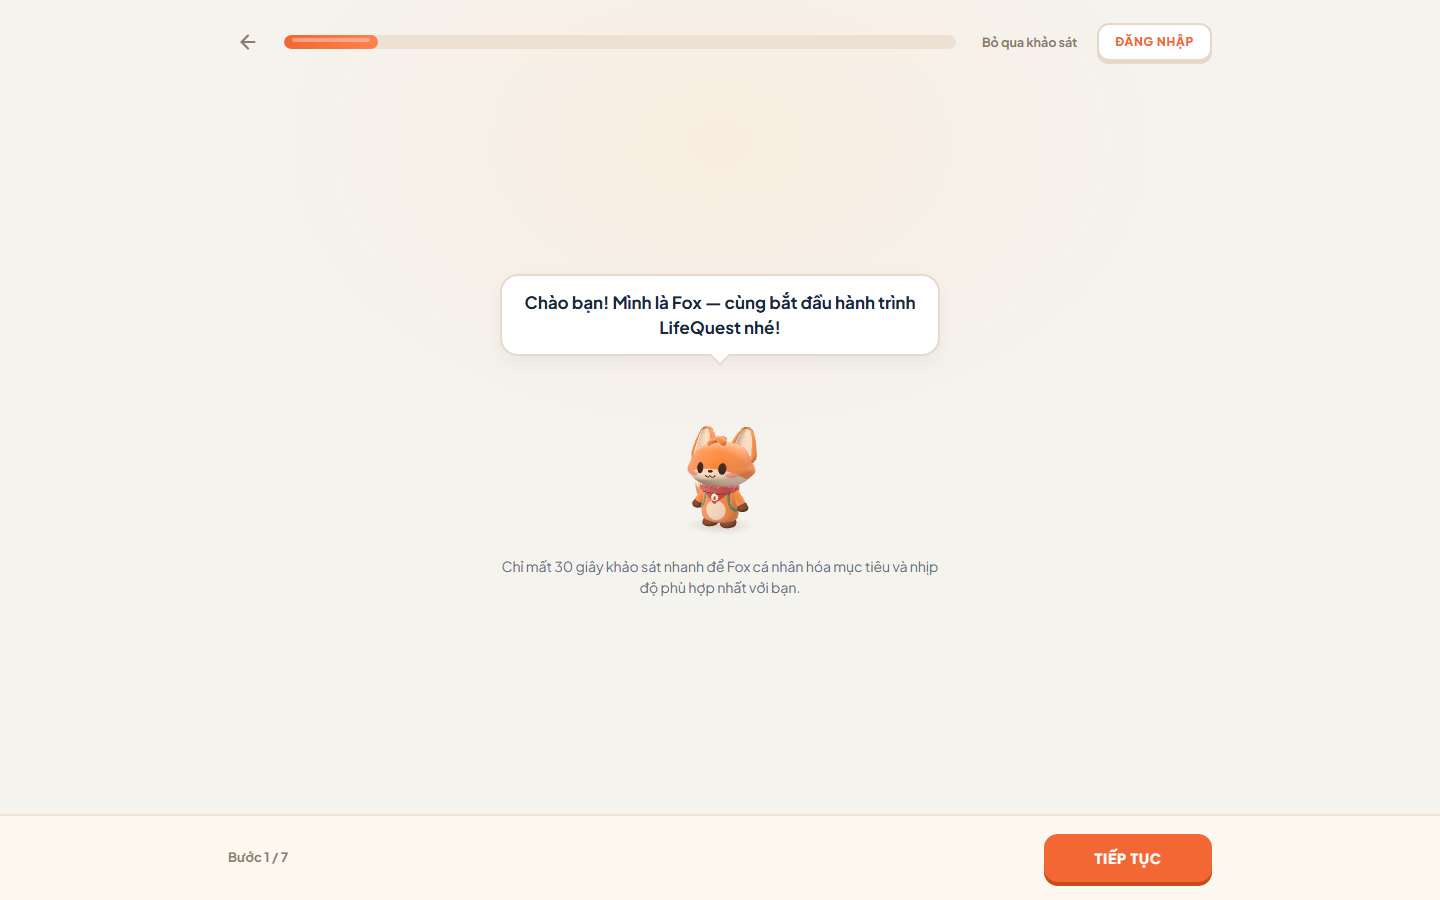 Bỏ qua khảo sát
ĐĂNG NHẬP
Chào bạn! Mình là Fox — cùng bắt đầu hành trình
LifeQuest nhé!
Chỉ mất 30 giây khảo sát nhanh để Fox cá nhân hóa mục tiêu và nhịp
độ phù hợp nhất với bạn.
Bước 1 / 7
TIẾP TỤC